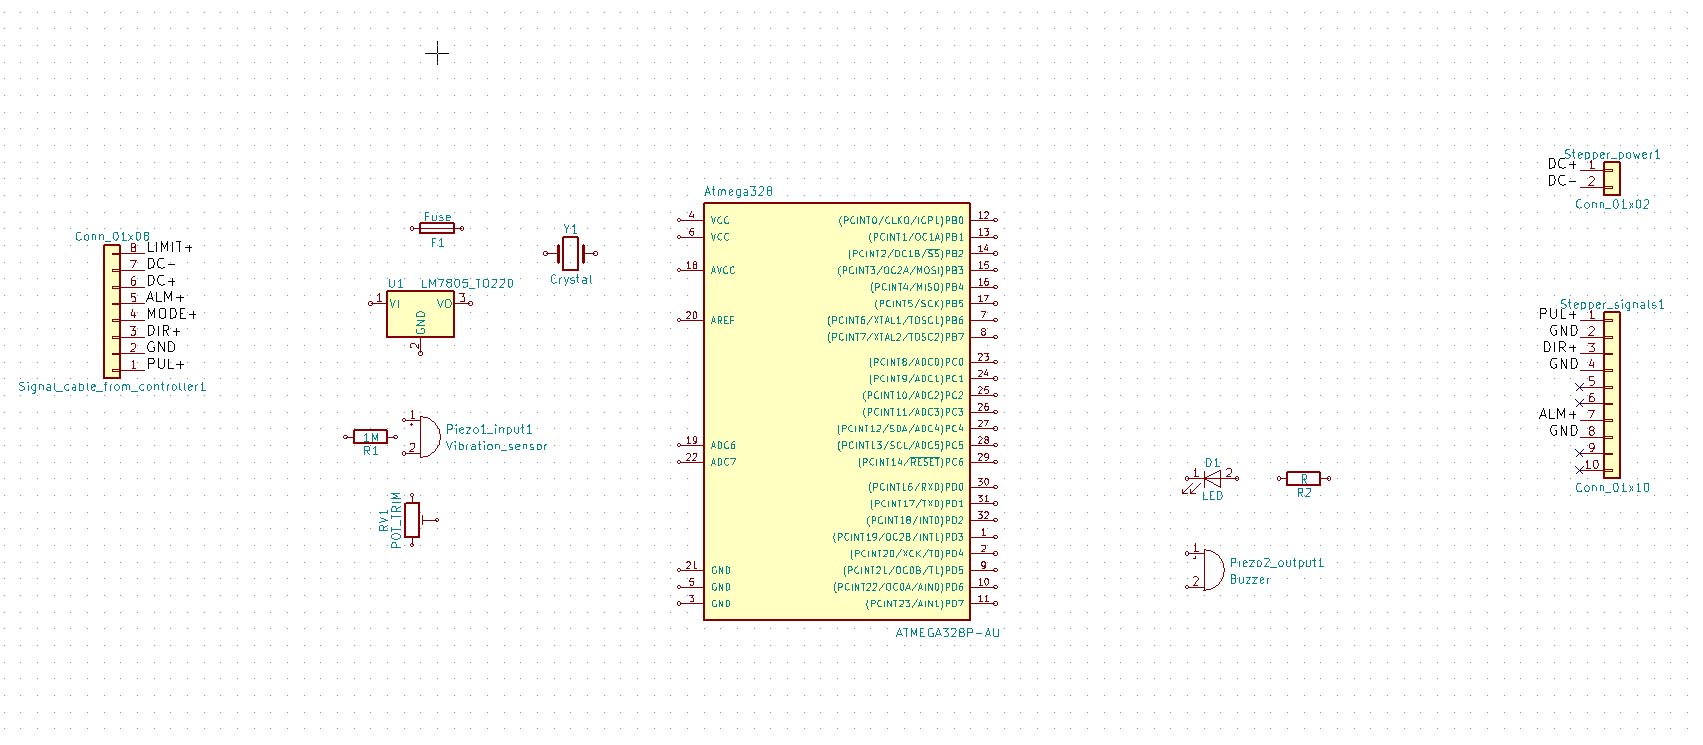 Conn_01x08
8 LIMIT+
7 DC-
6 DC+
5 ALM+
4 MODE+
3 DIR+
2 GND
1 PUL+
Signal_cable_from_controller1
Fuse
F1
U1 LM7805_TO220
1 VI VO 3
GND
2
Y1
Crystal
1M
R1
1
2
Piezo1_input1
Vibration_sensor
RV1
POT_TRIM
Atmega328
4 VCC
6 VCC
18 AVCC
20 AREF
19 ADC6
22 ADC7
21 GND
5 GND
3 GND
(PCINT0/CLKO/ICP1)PB0 12
(PCINT1/OC1A)PB1 13
(PCINT2/OC1B/SS)PB2 14
(PCINT3/OC2A/MOSI)PB3 15
(PCINT4/MISO)PB4 16
(PCINT5/SCK)PB5 17
(PCINT6/XTAL1/TOSC1)PB6 7
(PCINT7/XTAL2/TOSC2)PB7 8
(PCINT8/ADC0)PC0 23
(PCINT9/ADC1)PC1 24
(PCINT10/ADC2)PC2 25
(PCINT11/ADC3)PC3 26
(PCINT12/SDA/ADC4)PC4 27
(PCINT13/SCL/ADC5)PC5 28
(PCINT14/RESET)PC6 29
(PCINT16/RXD)PD0 30
(PCINT17/TXD)PD1 31
(PCINT18/INT0)PD2 32
(PCINT19/OC2B/INT1)PD3 1
(PCINT20/XCK/T0)PD4 2
(PCINT21/OC0B/T1)PD5 9
(PCINT22/OC0A/AIN0)PD6 10
(PCINT23/AIN1)PD7 11
ATMEGA328P-AU
D1
1 2
LED
R
R2
1
2
Piezo2_output1
Buzzer
Stepper_power1
DC+ 1
DC- 2
Conn_01x02
Stepper_signals1
PUL+ 1
GND 2
DIR+ 3
GND 4
5
6
ALM+ 7
GND 8
9
10
Conn_01x10